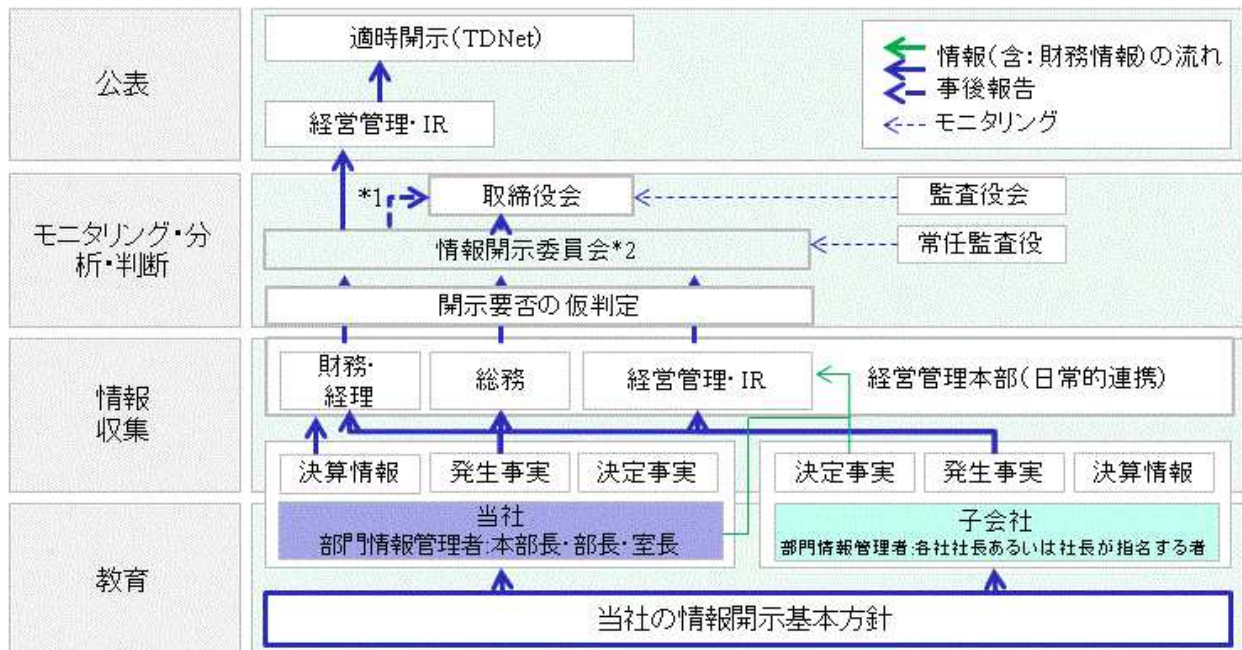 公表
適時開示(TDNet)
経営管理・IR
情報(含:財務情報)の流れ
事後報告
モニタリング
モニタリング・分
析・判断
*1
取締役会
監査役会
情報開示委員会*2
常任監査役
開示要否の仮判定
情報
収集
財務・
経理
総務
経営管理・IR
経営管理本部(日常的連携)
決算情報
発生事実
決定事実
決定事実
発生事実
決算情報
教育
当社
部門情報管理者:本部長・部長・室長
子会社
部門情報管理者:各社社長あるいは社長が指名する者
当社の情報開示基本方針